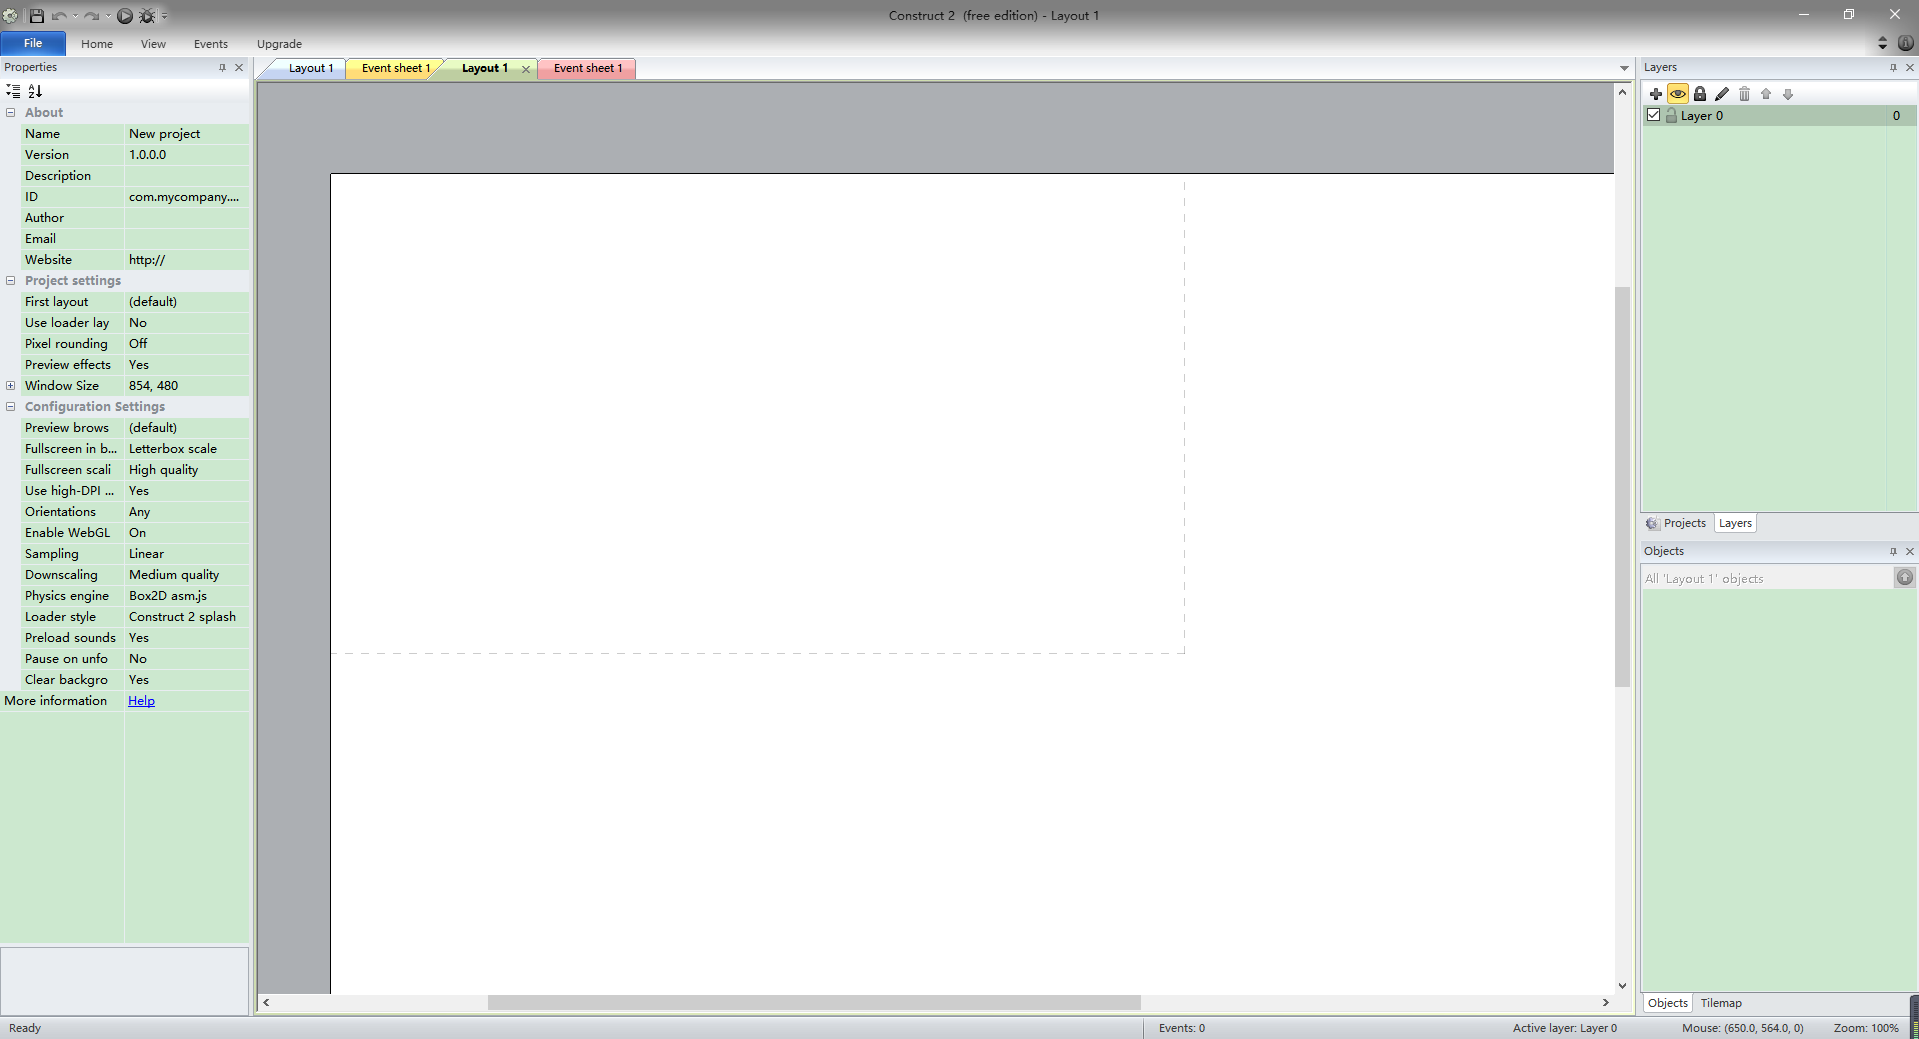 Construct 2  (free edition) - Layout 1
File
Home
View
Events
Upgrade
Properties
Layout 1
Event sheet 1
Layout 1
Event sheet 1
Layers
About
Name New project
Version 1.0.0.0
Description
ID com.mycompany....
Author
Email
Website http://
Project settings
First layout (default)
Use loader lay No
Pixel rounding Off
Preview effects Yes
Window Size 854, 480
Configuration Settings
Preview brows (default)
Fullscreen in b... Letterbox scale
Fullscreen scali High quality
Use high-DPI ... Yes
Orientations Any
Enable WebGL On
Sampling Linear
Downscaling Medium quality
Physics engine Box2D asm.js
Loader style Construct 2 splash
Preload sounds Yes
Pause on unfo No
Clear backgro Yes
More information Help
Layer 0 0
Projects Layers
Objects
All 'Layout 1' objects
Objects Tilemap
Ready
Events: 0
Active layer: Layer 0
Mouse: (650.0, 564.0, 0)
Zoom: 100%